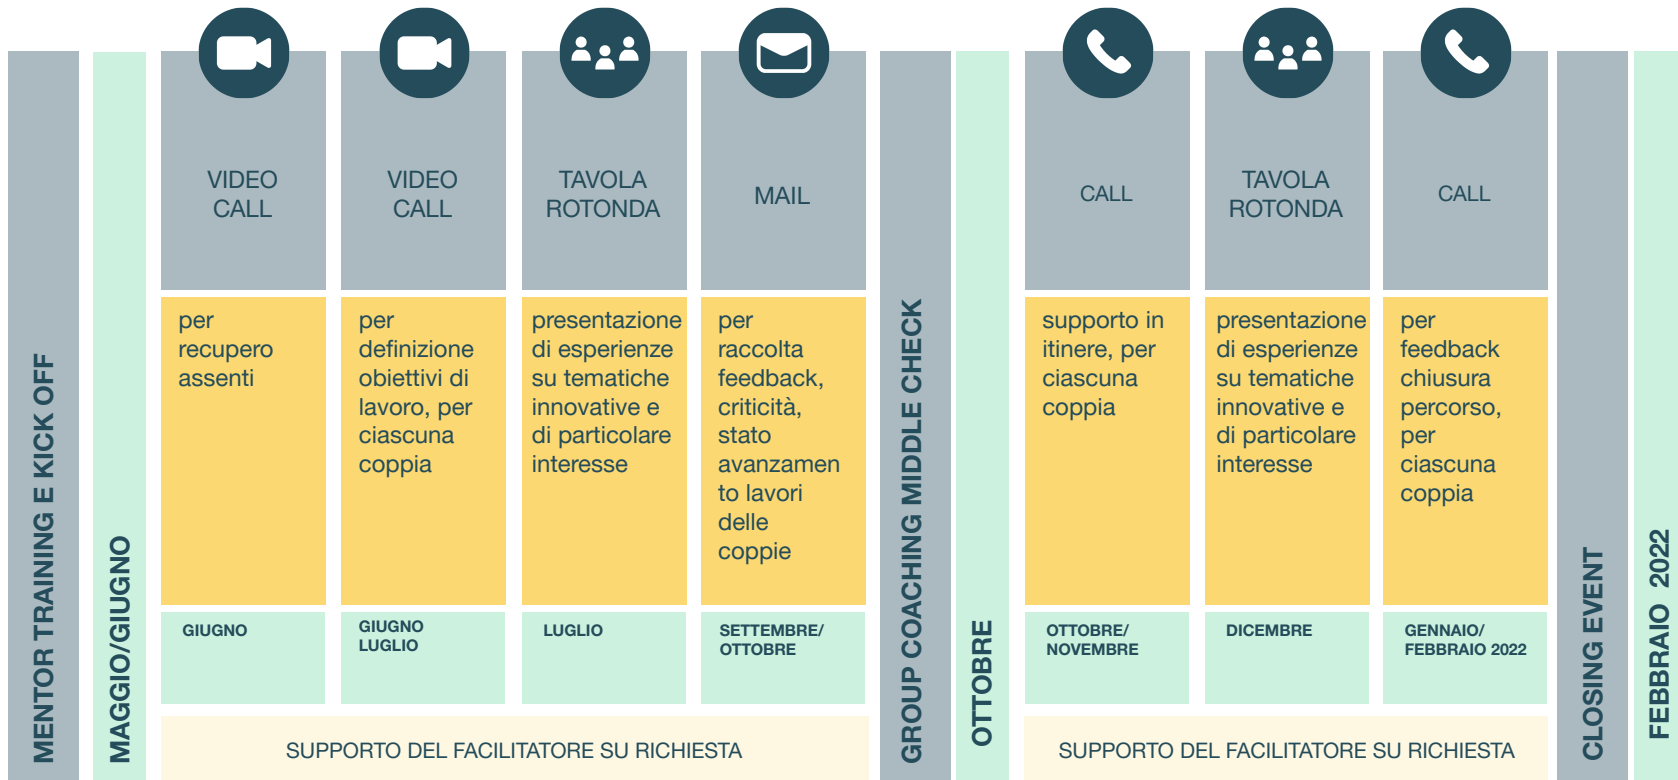 MENTOR TRAINING E KICK OFF
MAGGIO/GIUGNO
VIDEO
CALL
per
recupero
assenti
GIUGNO
VIDEO
CALL
per
definizione
obiettivi di
lavoro, per
ciascuna
coppia
GIUGNO
LUGLIO
TAVOLA
ROTONDA
presentazione
di esperienze
su tematiche
innovative e
di particolare
interesse
LUGLIO
MAIL
per
raccolta
feedback,
criticità,
stato
avanzamen
to lavori
delle
coppie
SETTEMBRE/
OTTOBRE
SUPPORTO DEL FACILITATORE SU RICHIESTA
GROUP COACHING MIDDLE CHECK
OTTOBRE
CALL
supporto in
itinere, per
ciascuna
coppia
OTTOBRE/
NOVEMBRE
TAVOLA
ROTONDA
presentazione
di esperienze
su tematiche
innovative e
di particolare
interesse
DICEMBRE
CALL
per
feedback
chiusura
percorso,
per
ciascuna
coppia
GENNAIO/
FEBBRAIO 2022
SUPPORTO DEL FACILITATORE SU RICHIESTA
CLOSING EVENT
FEBBRAIO 2022